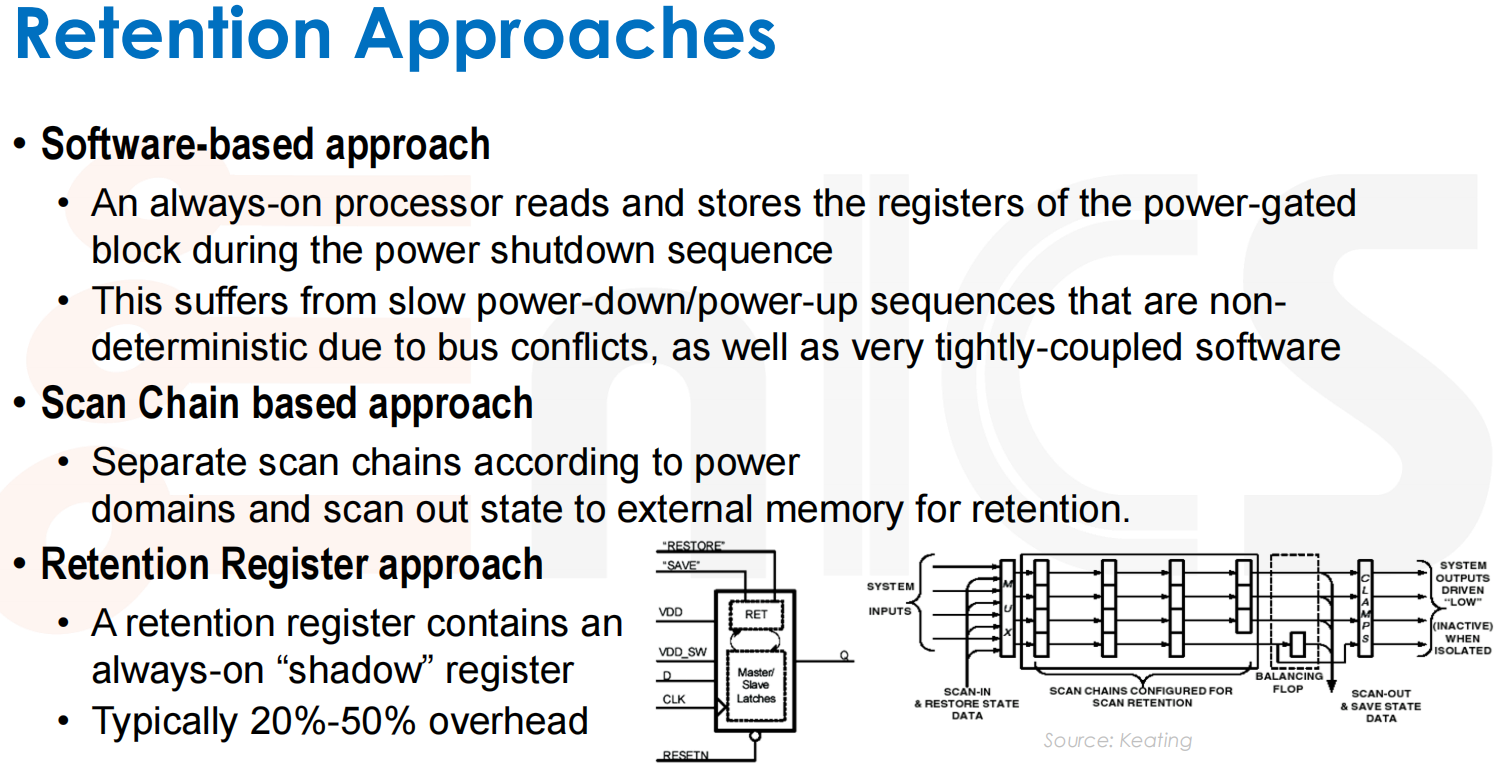 Retention Approaches
• Software-based approach
• An always-on processor reads and stores the registers of the power-gated
block during the power shutdown sequence
• This suffers from slow power-down/power-up sequences that are non-
deterministic due to bus conflicts, as well as very tightly-coupled software
• Scan Chain based approach
• Separate scan chains according to power
domains and scan out state to external memory for retention.
• Retention Register approach
• A retention register contains an
always-on “shadow” register
• Typically 20%-50% overhead
"RESTORE"
"SAVE"
VDD
RET
VDD_SW
D
CLK
Master/
Slave
Latches
Q
RESETN
SYSTEM
INPUTS
MUX
CLAMPS
SYSTEM
OUTPUTS
DRIVEN
"LOW"
(INACTIVE)
WHEN
ISOLATED
BALANCING
FLOP
SCAN-IN
& RESTORE STATE
DATA
SCAN CHAINS CONFIGURED FOR
SCAN RETENTION
SCAN-OUT
& SAVE STATE
DATA
Source: Keating
EnICS